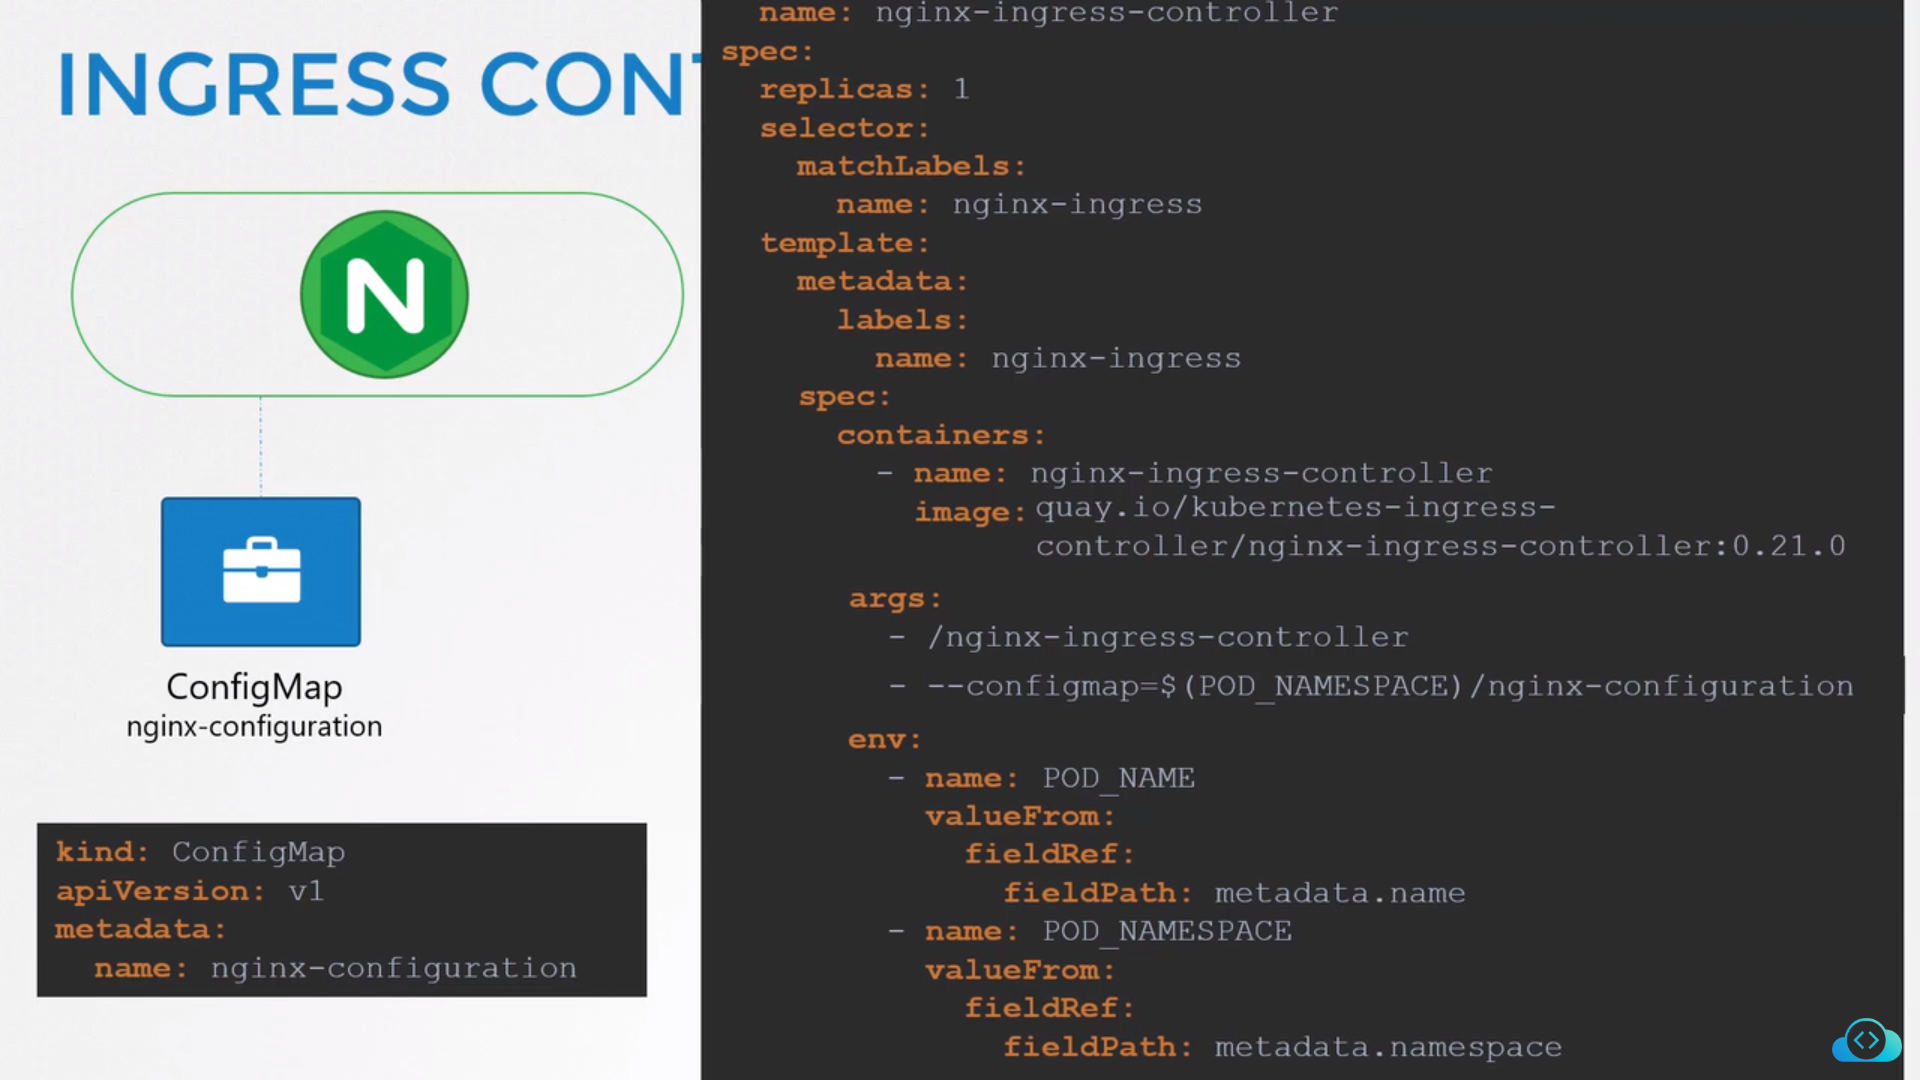 INGRESS CON
N
ConfigMap
nginx-configuration
kind: ConfigMap
apiVersion: v1
metadata:
  name: nginx-configuration
  name: nginx-ingress-controller
spec:
  replicas: 1
  selector:
    matchLabels:
      name: nginx-ingress
  template:
    metadata:
      labels:
        name: nginx-ingress
    spec:
      containers:
        - name: nginx-ingress-controller
          image: quay.io/kubernetes-ingress-
controller/nginx-ingress-controller:0.21.0
      args:
        - /nginx-ingress-controller
        - --configmap=$(POD_NAMESPACE)/nginx-configuration
      env:
        - name: POD_NAME
          valueFrom:
            fieldRef:
              fieldPath: metadata.name
        - name: POD_NAMESPACE
          valueFrom:
            fieldRef:
              fieldPath: metadata.namespace